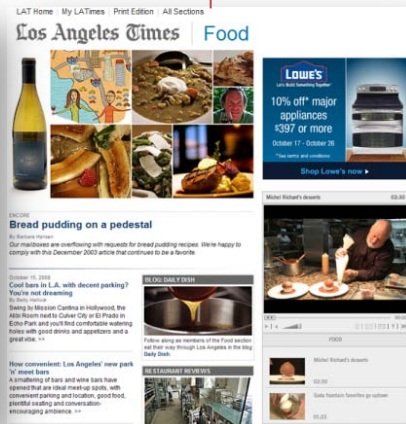 LAT Home | My LATimes | Print Edition | All Sections
Los Angeles Times | Food
LOWE'S
Let's Build Something Together
10% off* major
appliances
$397 or more
October 17 - October 28
*See terms and conditions
Shop Lowe's now
Michel Richard's desserts
ENCORE
Bread pudding on a pedestal
By Barbara Hansen
Our mailboxes are overflowing with requests for bread pudding recipes. We're happy to
comply with this December 2003 article that continues to be a favorite.
October 15, 2008
Cool bars in L.A. with decent parking?
You're not dreaming
By Betty Hallock
Swing by Mission Cantina in Hollywood, the
Alibi Room next to Culver City or El Prado in
Echo Park and you'll find comfortable watering
holes with good drinks and appetizers and a
great vibe. >>
BLOG: DAILY DISH
Follow along as members of the Food section
eat their way through Los Angeles in the blog
Daily Dish.
How convenient: Los Angeles' new park
'n' meet bars
A smattering of bars and wine bars have
opened that are ideal meet-up spots, with
convenient parking and location, good food,
plentiful seating and conversation-
encouraging ambience. >>
RESTAURANT REVIEWS
FOOD
Michel Richard's desserts